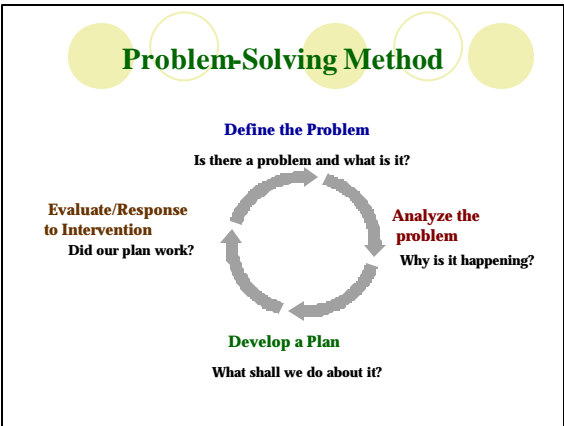 Problem-Solving Method
Define the Problem
Is there a problem and what is it?
Analyze the
problem
Why is it happening?
Develop a Plan
What shall we do about it?
Evaluate/Response
to Intervention
Did our plan work?